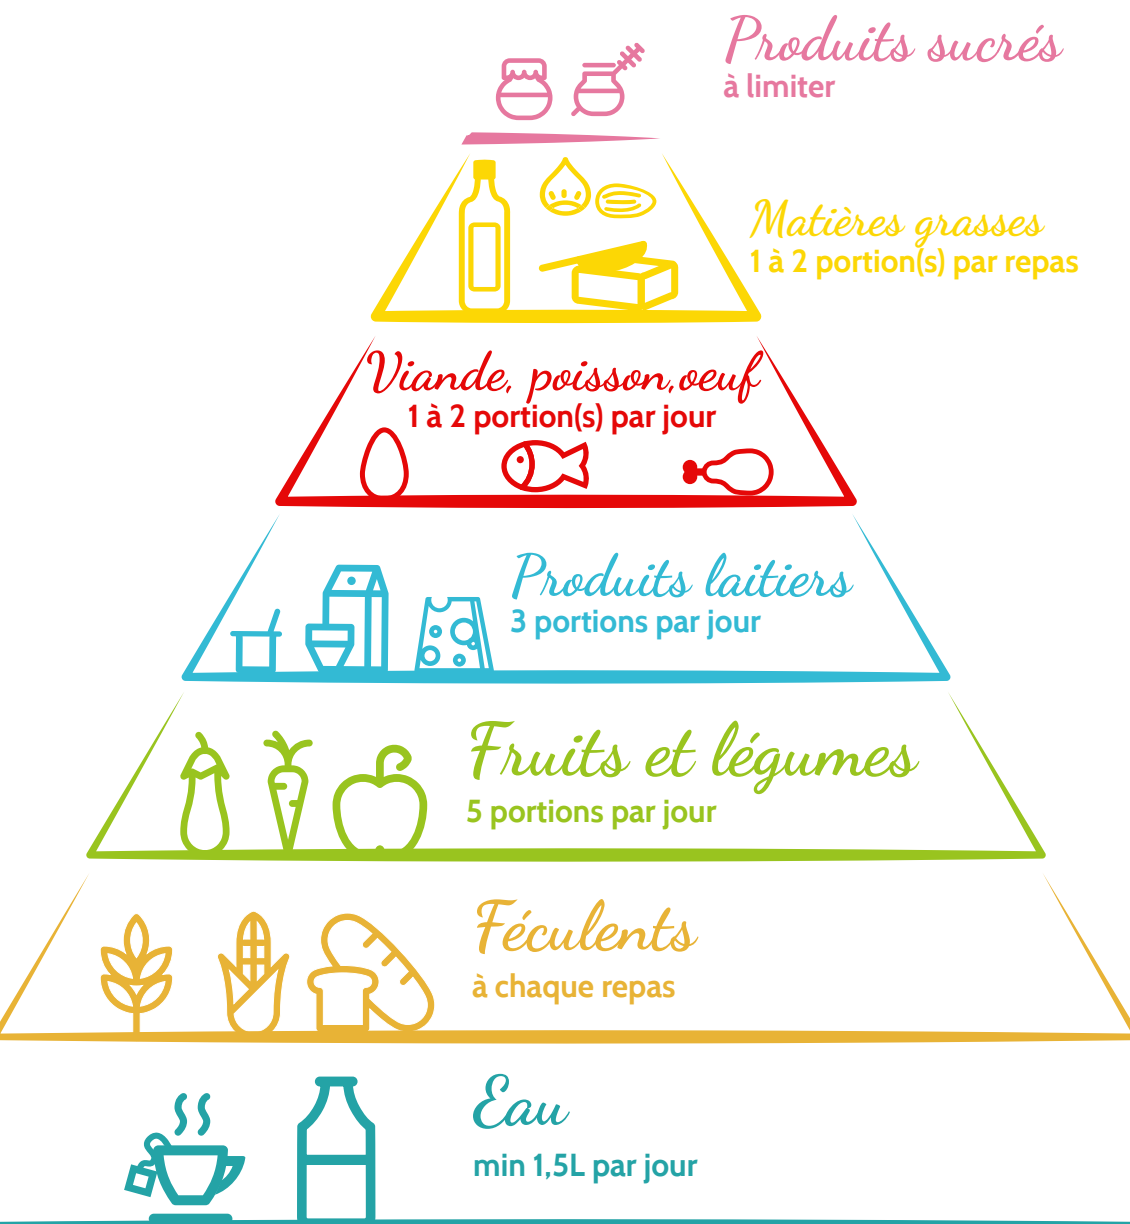 Produits sucrés
à limiter
Matières grasses
1 à 2 portion(s) par repas
Viande, poisson, oeuf
1 à 2 portion(s) par jour
Produits laitiers
3 portions par jour
Fruits et légumes
5 portions par jour
Féculents
à chaque repas
Eau
min 1,5L par jour